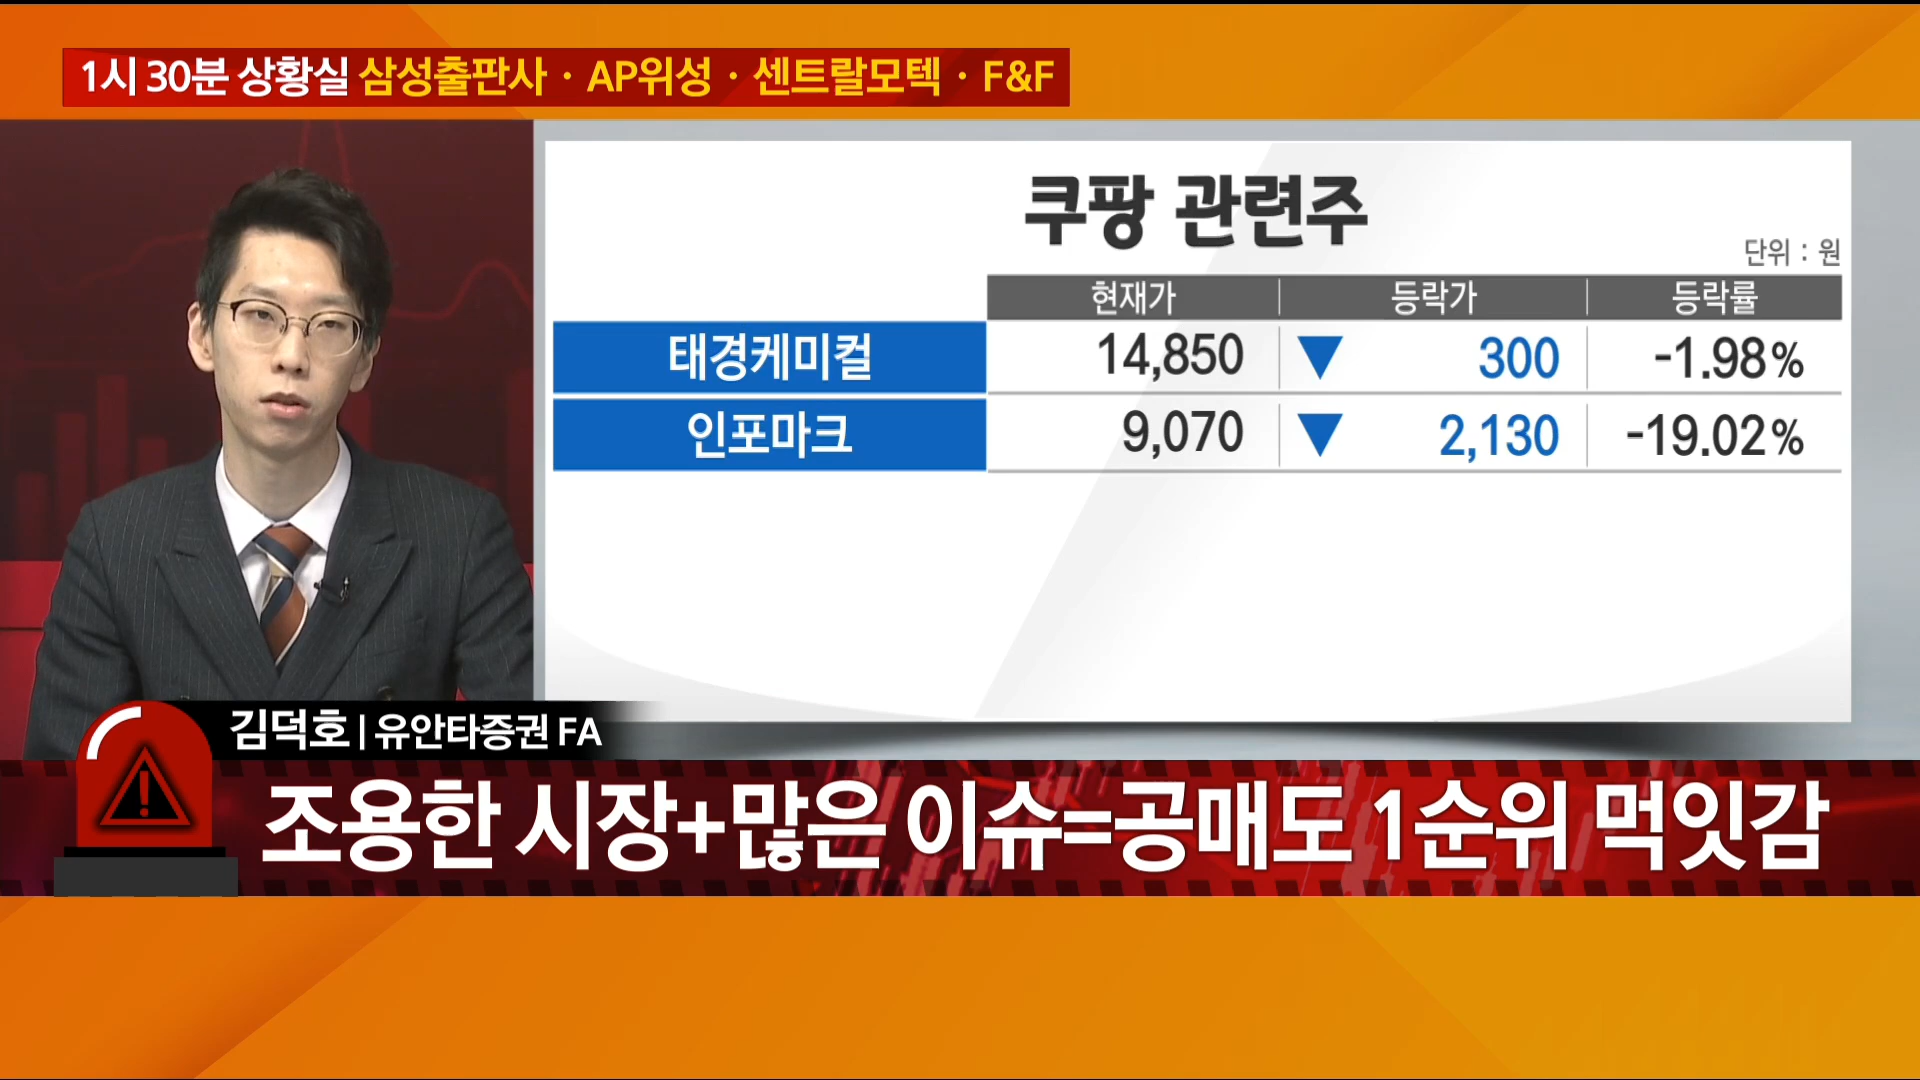 1시 30분 상황실 삼성출판사 · AP위성 · 센트랄모텍 · F&F
쿠팡 관련주
단위 : 원
현재가 등락가 등락률
태경케미컬 14,850 ▼ 300 -1.98%
인포마크 9,070 ▼ 2,130 -19.02%
김덕호 | 유안타증권 FA
조용한 시장+많은 이슈=공매도 1순위 먹잇감